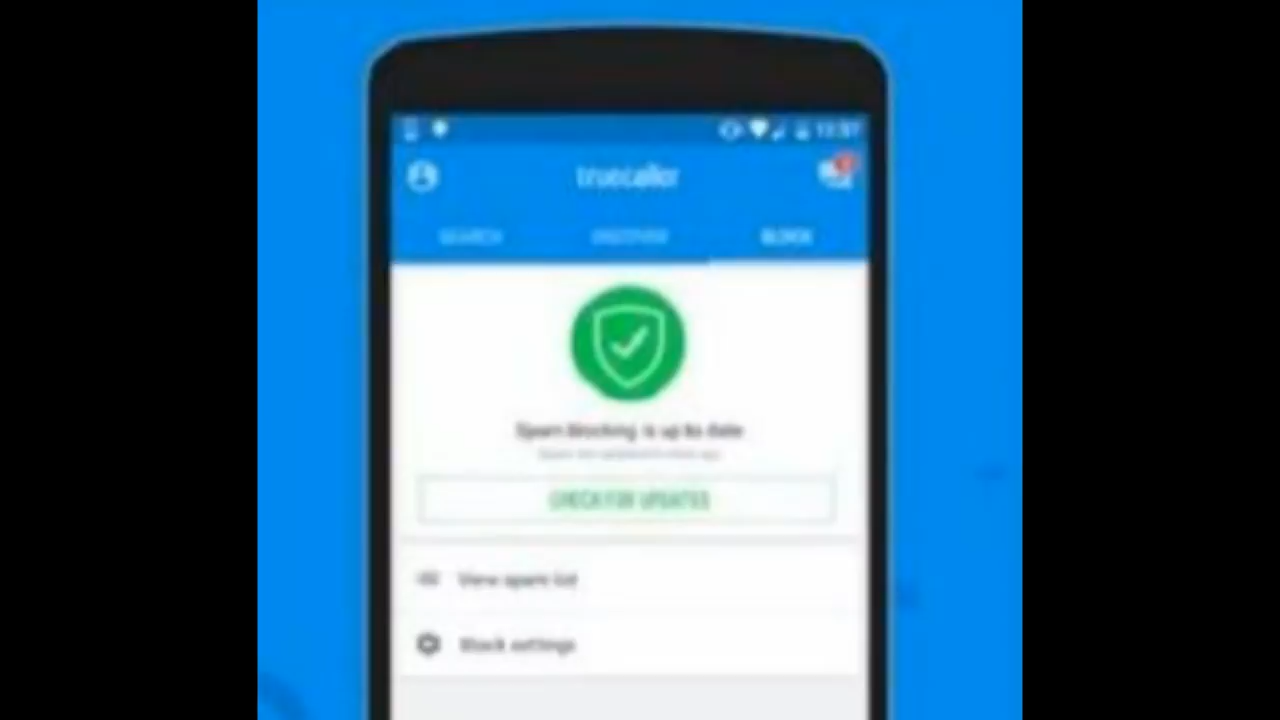 truecaller
SEARCH
BLOCK
Spam blocking is up to date
CHECK FOR UPDATES
View spam list
Block settings